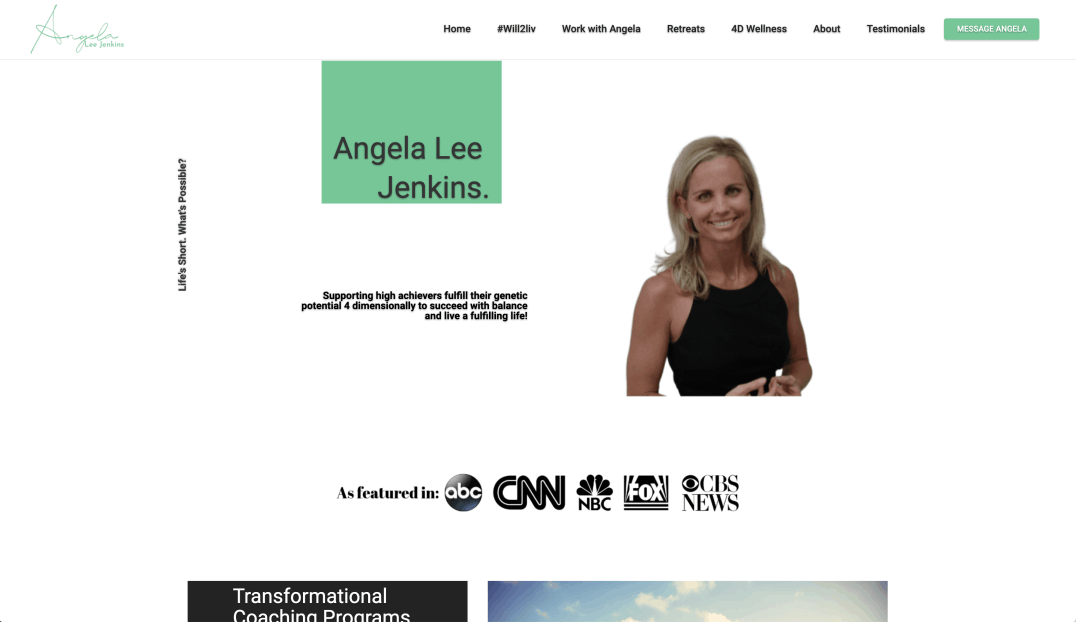 Angela
Lee Jenkins
Home #Will2liv Work with Angela Retreats 4D Wellness About Testimonials MESSAGE ANGELA
Life's Short. What's Possible?
Angela Lee
Jenkins.
Supporting high achievers fulfill their genetic
potential 4 dimensionally to succeed with balance
and live a fulfilling life!
As featured in: abc CNN NBC FOX CBS
NEWS
Transformational
Coaching Programs